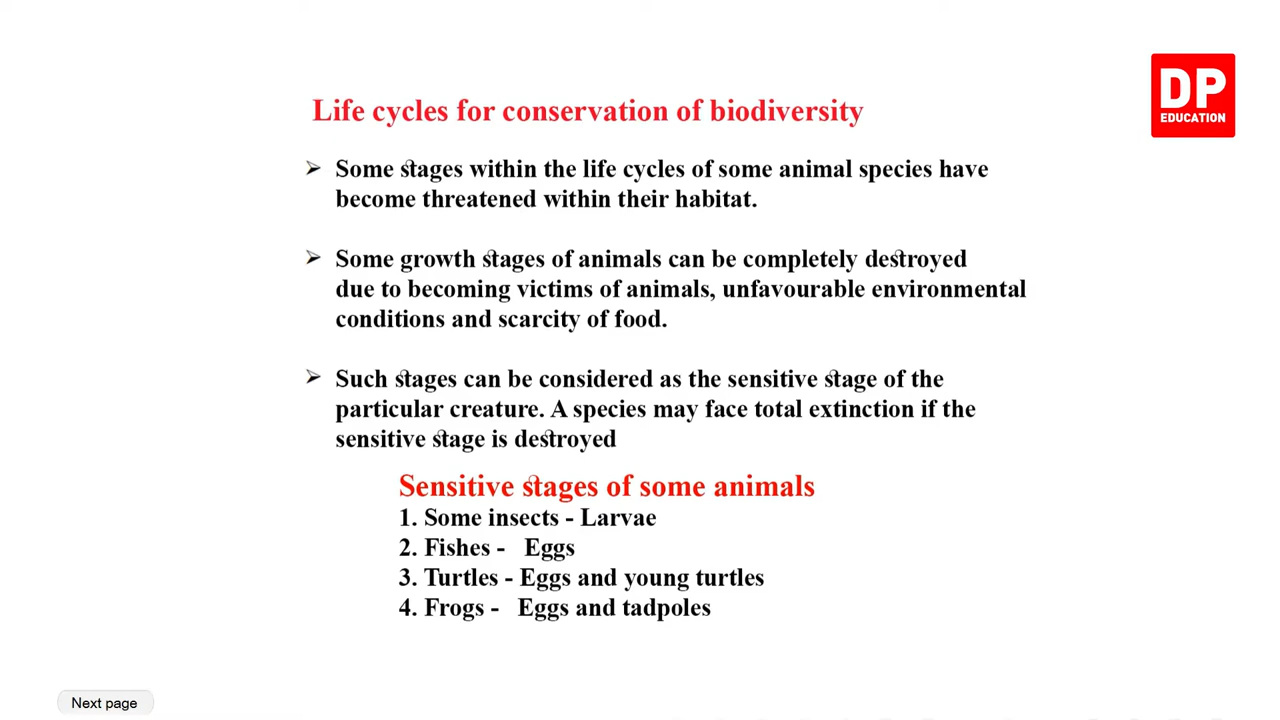 DP
EDUCATION
Life cycles for conservation of biodiversity
Some stages within the life cycles of some animal species have
become threatened within their habitat.
Some growth stages of animals can be completely destroyed
due to becoming victims of animals, unfavourable environmental
conditions and scarcity of food.
Such stages can be considered as the sensitive stage of the
particular creature. A species may face total extinction if the
sensitive stage is destroyed
Sensitive stages of some animals
1. Some insects - Larvae
2. Fishes - Eggs
3. Turtles - Eggs and young turtles
4. Frogs - Eggs and tadpoles
Next page